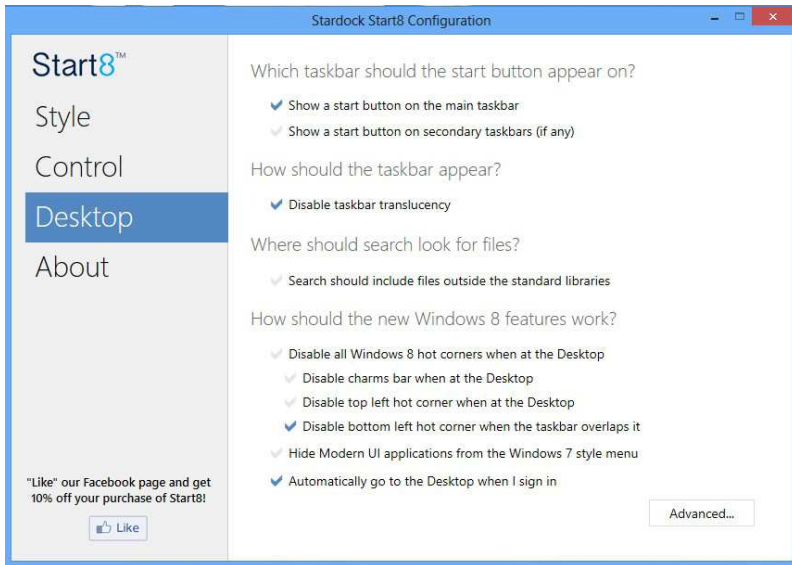 Stardock Start8 Configuration
Start8™
Style
Control
Desktop
About
"Like" our Facebook page and get
10% off your purchase of Start8!
Like
Which taskbar should the start button appear on?
Show a start button on the main taskbar
Show a start button on secondary taskbars (if any)
How should the taskbar appear?
Disable taskbar translucency
Where should search look for files?
Search should include files outside the standard libraries
How should the new Windows 8 features work?
Disable all Windows 8 hot corners when at the Desktop
Disable charms bar when at the Desktop
Disable top left hot corner when at the Desktop
Disable bottom left hot corner when the taskbar overlaps it
Hide Modern UI applications from the Windows 7 style menu
Automatically go to the Desktop when I sign in
Advanced...